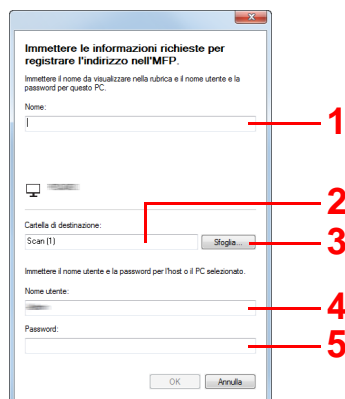 Immettere le informazioni richieste per
registrare l'indirizzo nell'MFP.
Immettere il nome da visualizzare nella rubrica e il nome utente e la
password per questo PC.
Nome:
1
2
Cartella di destinazione:
Scan (1)
Sfoglia...
3
Immettere il nome utente e la password per l'host o il PC selezionato.
Nome utente:
4
Password:
5
OK
Annulla